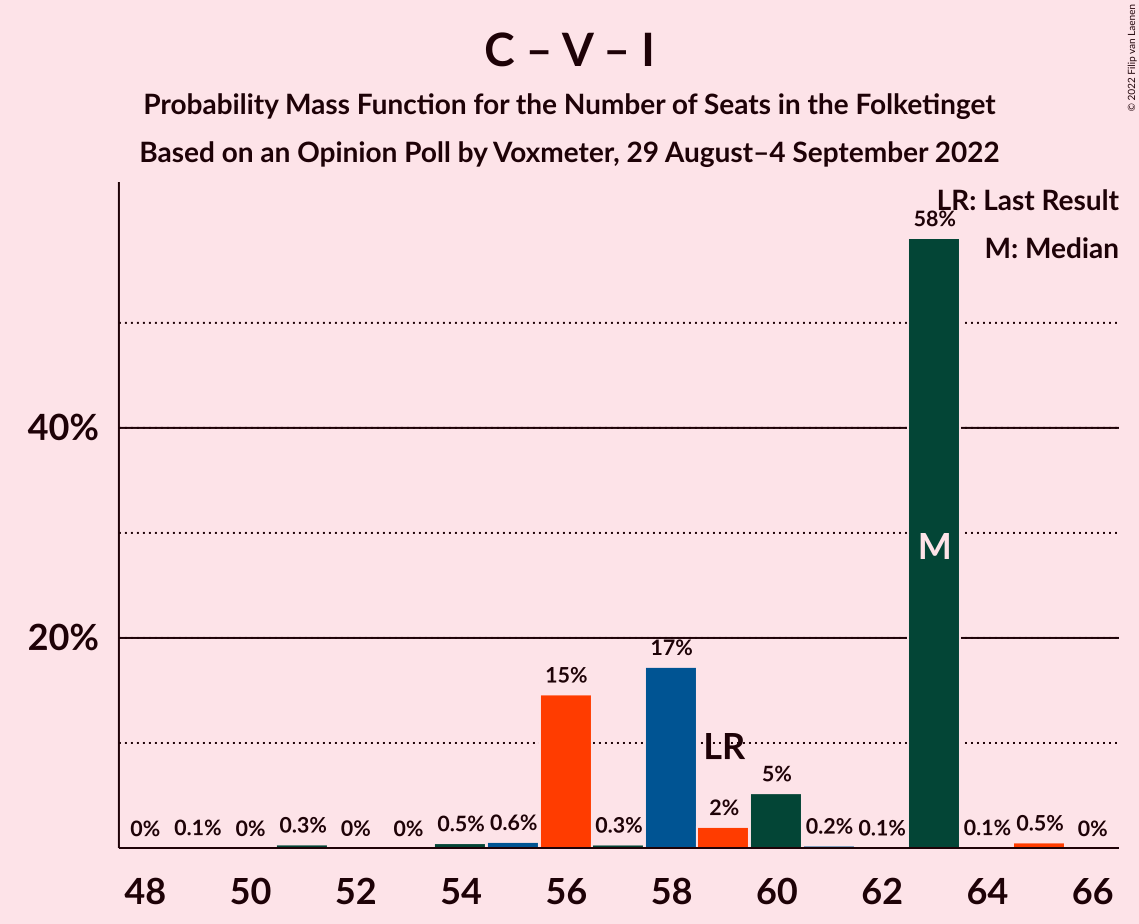 C – V – I
Probability Mass Function for the Number of Seats in the Folketinget
Based on an Opinion Poll by Voxmeter, 29 August–4 September 2022
© 2022 Filip van Laenen
LR: Last Result
M: Median
58%
40%
M
20%
17%
15%
LR
5%
2%
0% 0.1% 0% 0.3% 0% 0% 0.5% 0.6% 0.3% 0.2% 0.1% 0.1% 0.5% 0%
48 50 52 54 56 58 60 62 64 66